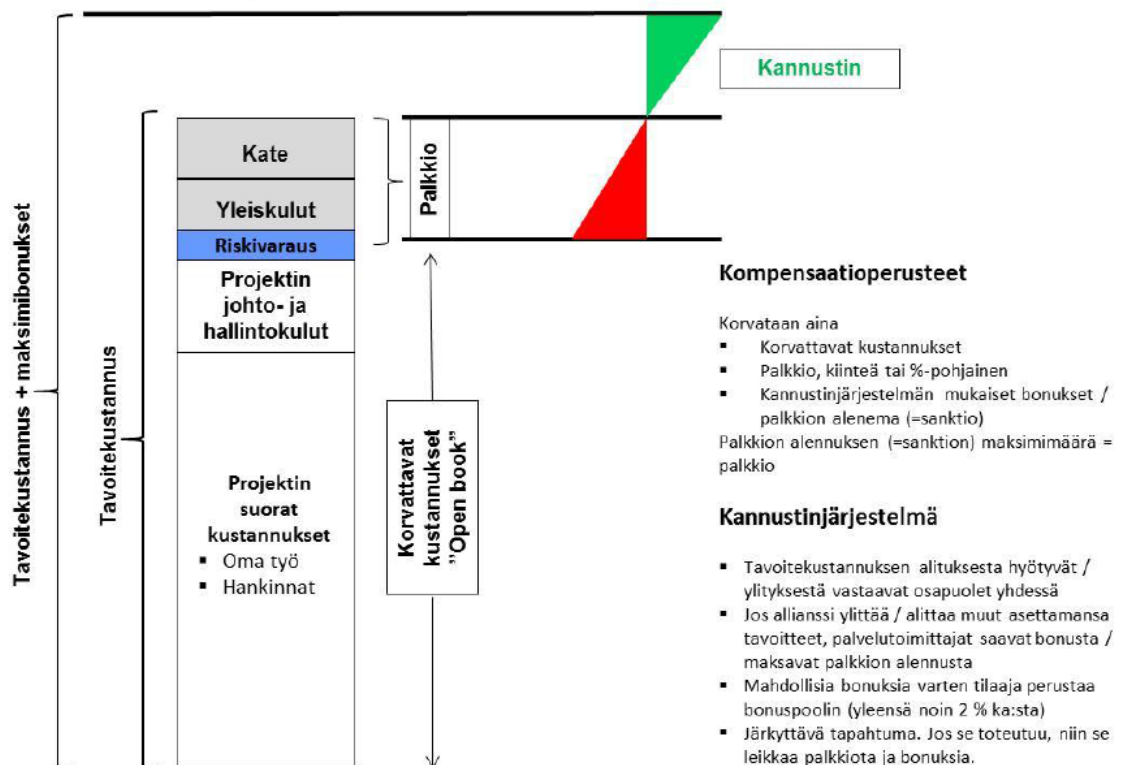 Tavoitekustannus + maksimibonukset
Tavoitekustannus
Kate
Yleiskulut
Riskivaraus
Projektin
johto- ja
hallintokulut
Projektin
suorat
kustannukset
▪ Oma työ
▪ Hankinnat
Palkkio
Korvattavat
kustannukset
”Open book”
Kannustin
Kompensaatioperusteet
Korvataan aina
▪ Korvattavat kustannukset
▪ Palkkio, kiinteä tai %-pohjainen
▪ Kannustinjärjestelmän mukaiset bonukset /
palkkion alenema (=sanktio)
Palkkion alennuksen (=sanktion) maksimimäärä =
palkkio
Kannustinjärjestelmä
▪ Tavoitekustannuksen alituksesta hyötyvät /
ylityksestä vastaavat osapuolet yhdessä
▪ Jos allianssi ylittää / alittaa muut asettamansa
tavoitteet, palvelutoimittajat saavat bonusta /
maksavat palkkion alennusta
▪ Mahdollisia bonuksia varten tilaaja perustaa
bonuspoolin (yleensä noin 2 % ka:sta)
▪ Järkyttävä tapahtuma. Jos se toteutuu, niin se
leikkaa palkkiota ja bonuksia.